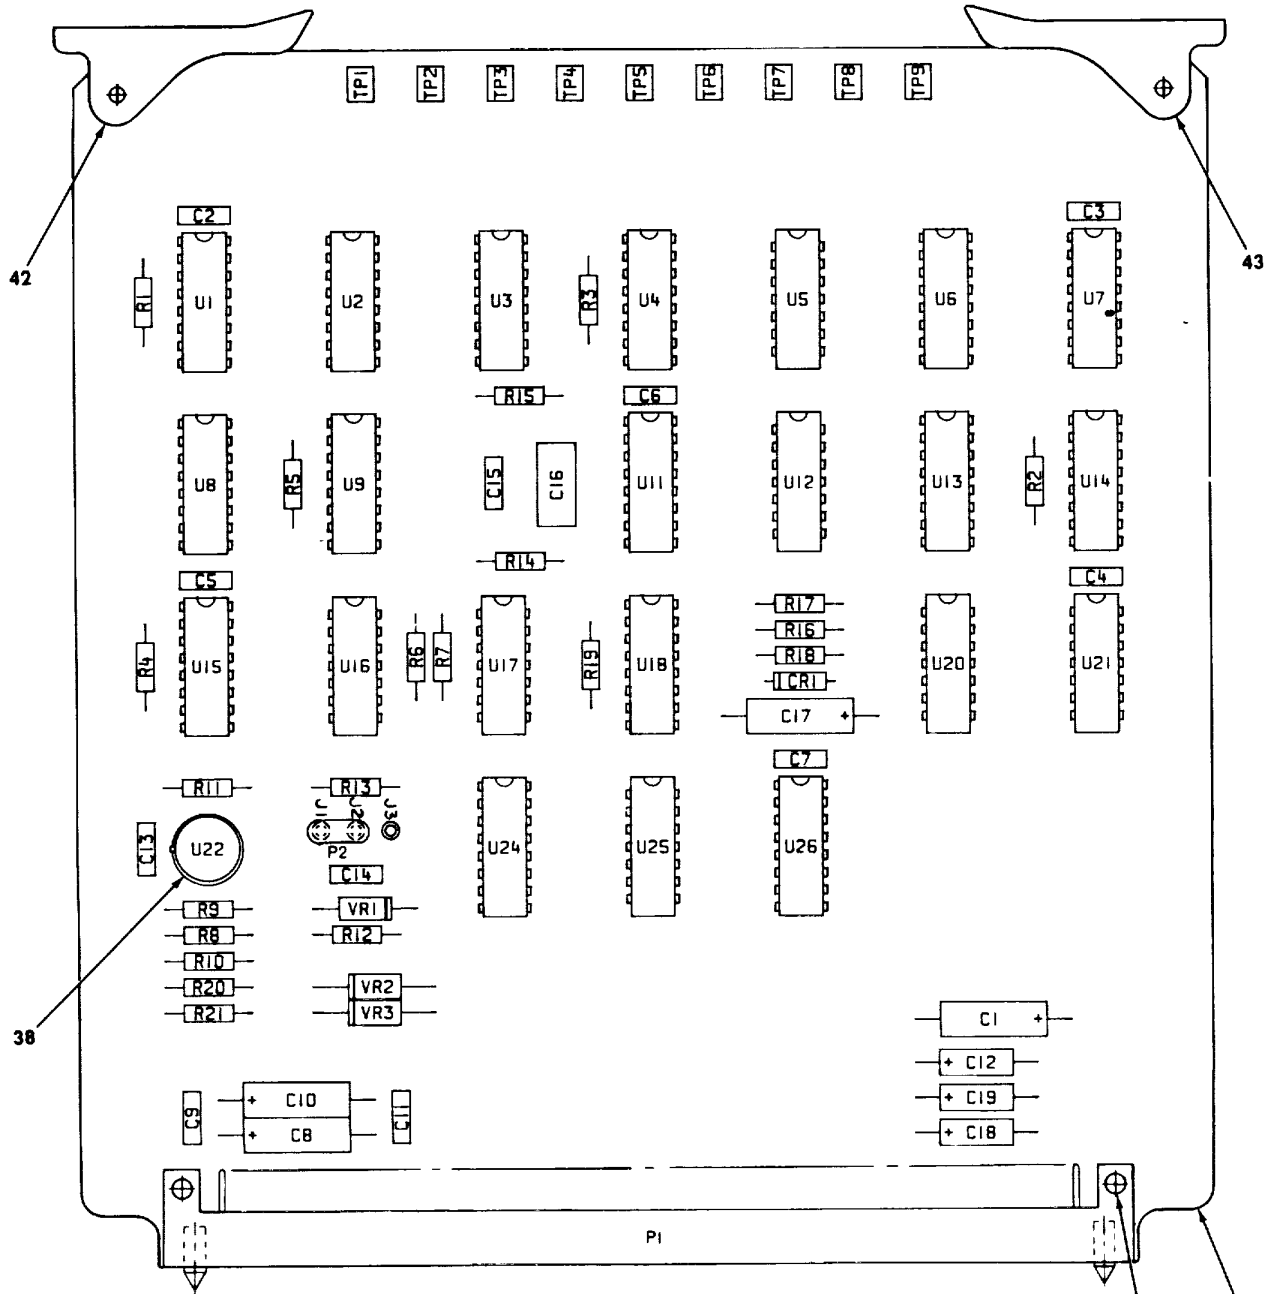 TP1 TP2 TP3 TP4 TP5 TP6 TP7 TP8 TP9
C2 C3
42 43
R1 U1 U2 U3 R3 U4 U5 U6 U7
R15 C6
U8 R5 U9 C15 C16 U11 U12 U13 R2 U14
R14
C5 C4
R17
R16
R4 U15 U16 R6 R7 U17 R19 U18 R18 U20 U21
CR1
C17 +
C7
R11 R13
J1 J2 J3
C13 U22 P2 U24 U25 U26
C14
R9 VR1
R8 R12
R10
R20 VR2
R21 VR3
38
C1 +
+ C12
C9 + C10 C11 + C19
+ C8 + C18
P1